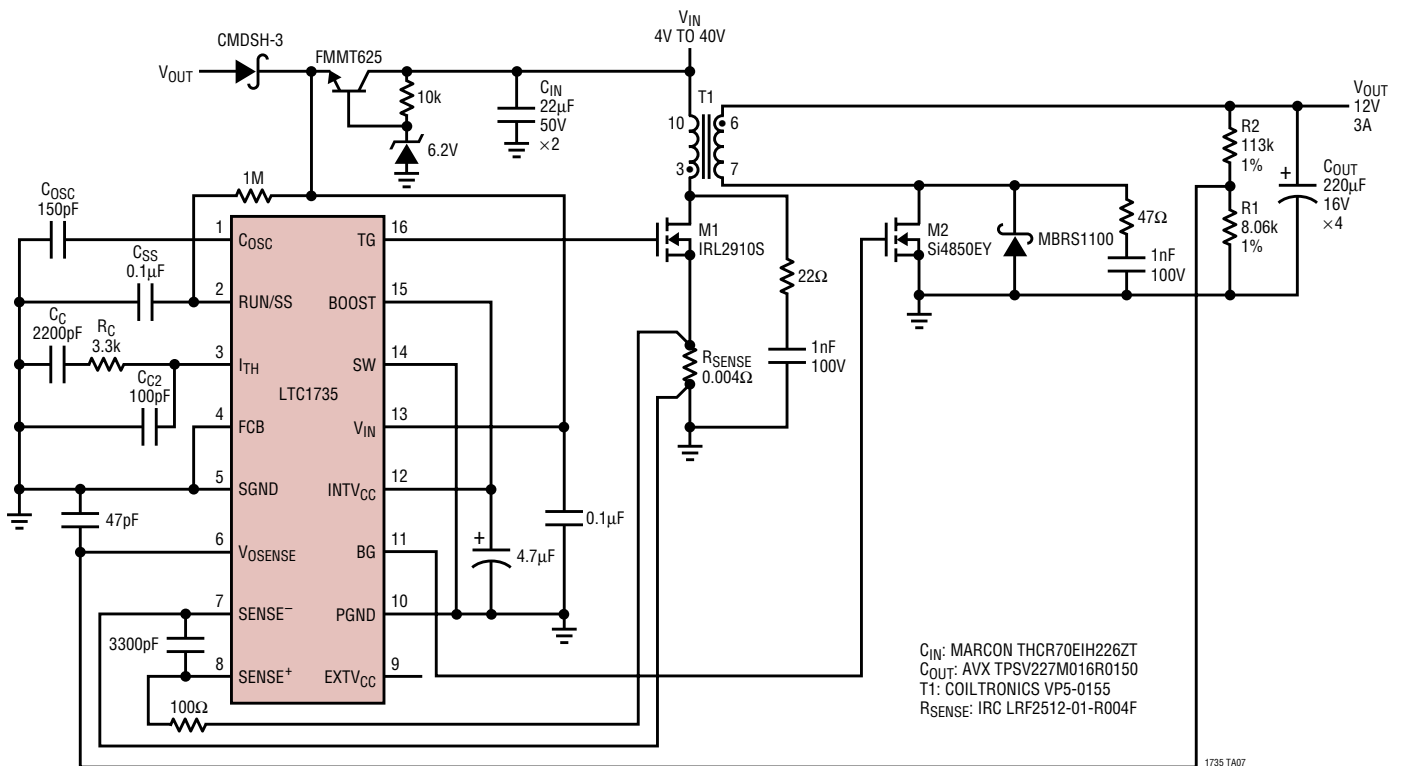 V_IN
4V TO 40V
CMDSH-3
FMMT625
V_OUT
10k
C_IN
22µF
50V
×2
6.2V
T1
10
6
3
7
V_OUT
12V
3A
R2
113k
1%
R1
8.06k
1%
C_OUT
+
220µF
16V
×4
1M
C_OSC
150pF
C_SS
0.1µF
C_C
2200pF
R_C
3.3k
C_C2
100pF
47pF
3300pF
100Ω
LTC1735
1
C_OSC
2
RUN/SS
3
I_TH
4
FCB
5
SGND
6
V_OSENSE
7
SENSE–
8
SENSE+
16
TG
15
BOOST
14
SW
13
V_IN
12
INTV_CC
11
BG
10
PGND
9
EXTV_CC
+
4.7µF
0.1µF
M1
IRL2910S
22Ω
1nF
100V
R_SENSE
0.004Ω
M2
Si4850EY
MBRS1100
47Ω
1nF
100V
C_IN: MARCON THCR70EIH226ZT
C_OUT: AVX TPSV227M016R0150
T1: COILTRONICS VP5-0155
R_SENSE: IRC LRF2512-01-R004F
1735 TA07